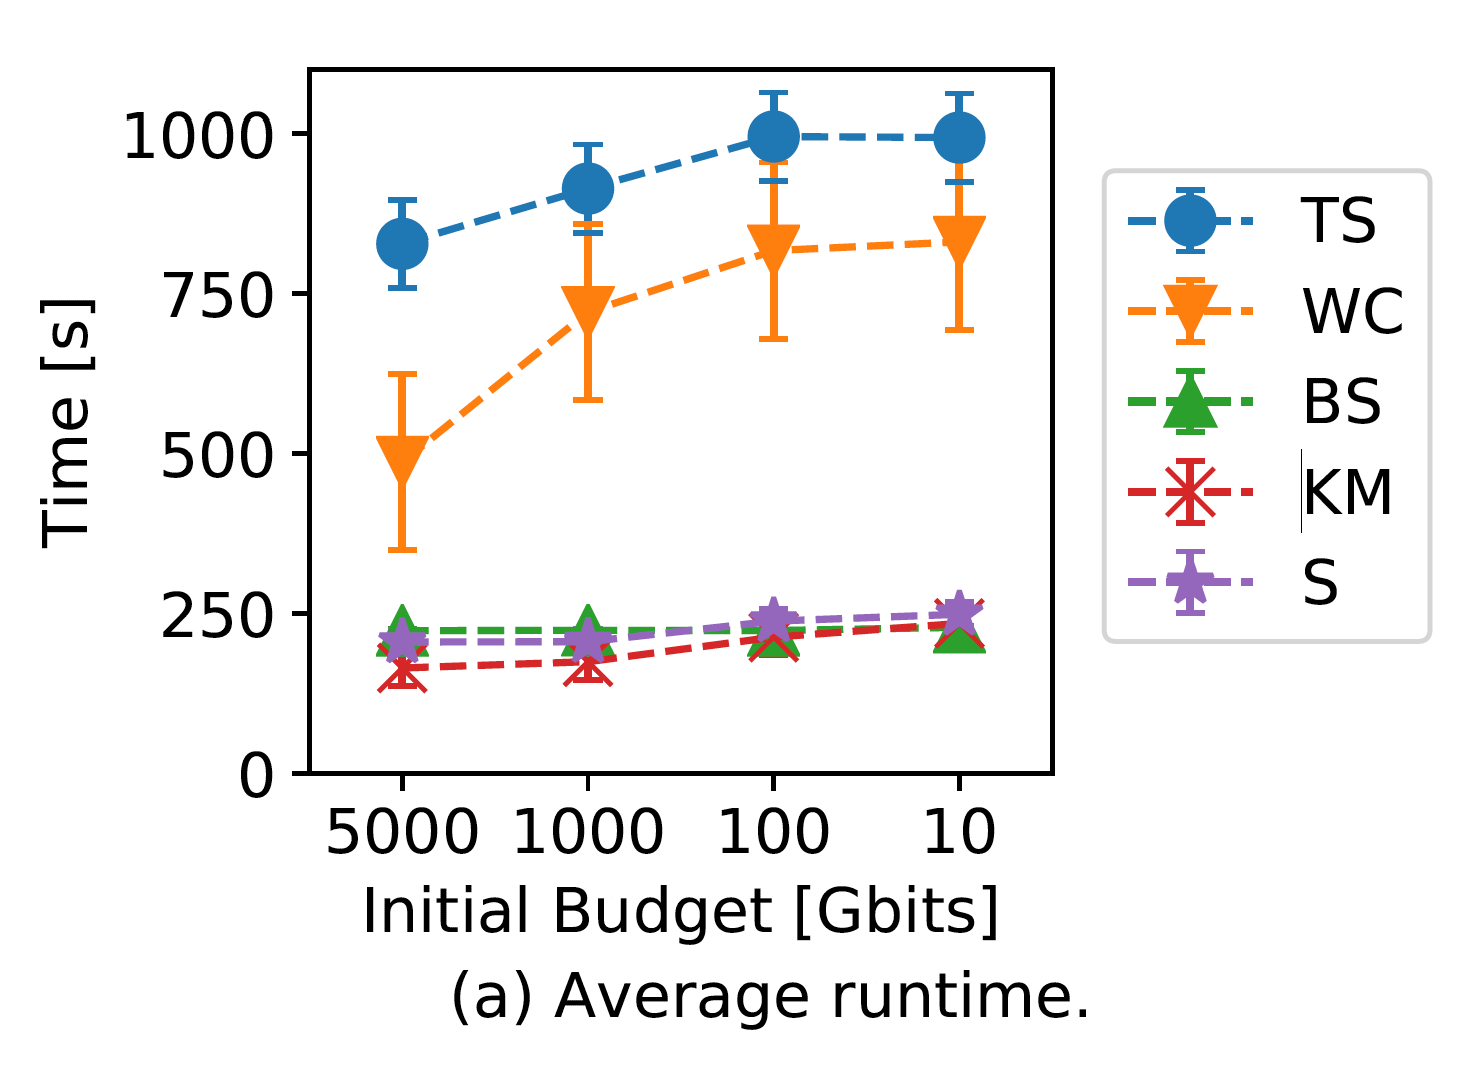 1000
750
500
250
0
Time [s]
5000 1000 100 10
Initial Budget [Gbits]
TS
WC
BS
KM
S
(a) Average runtime.